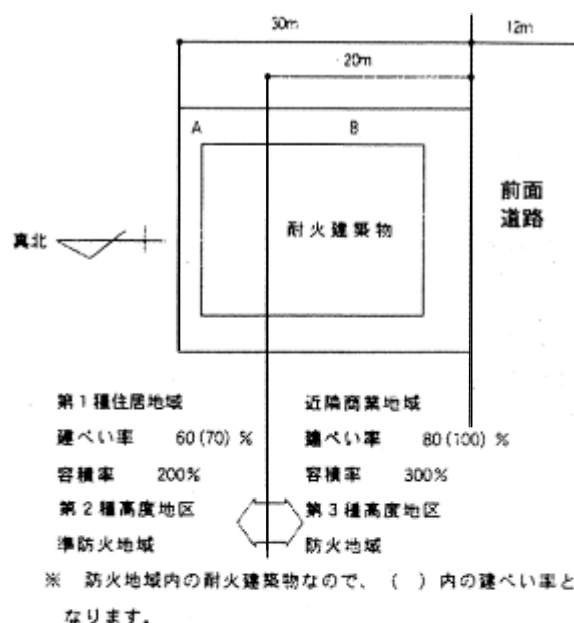 30m 12m
20m
A B
前面
道路
耐火建築物
真北
第1種住居地域 近隣商業地域
建ぺい率 60(70) % 建ぺい率 80(100) %
容積率 200% 容積率 300%
第2種高度地区 第3種高度地区
準防火地域 防火地域
※ 防火地域内の耐火建築物なので、( )内の建ぺい率と
なります。